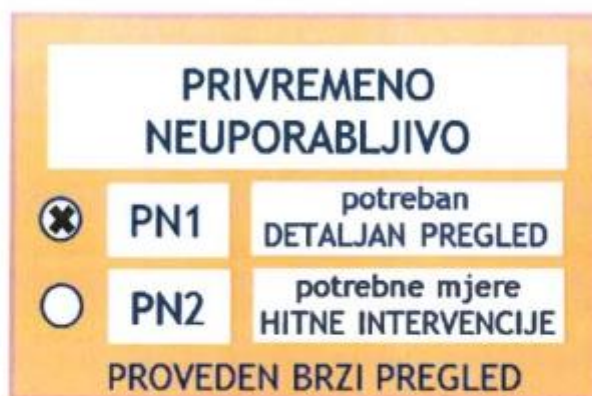 PRIVREMENO
NEUPORABLJIVO
PN1 potreban
DETALJAN PREGLED
PN2 potrebne mjere
HITNE INTERVENCIJE
PROVEDEN BRZI PREGLED